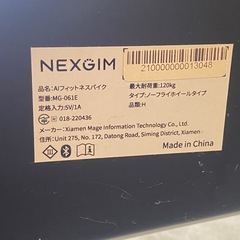 NEXGIM
210000000013048
品名:AIフィットネスバイク
型名:MG-061E
定格入力:5V/1A
018-220436
最大耐荷重:120kg
タイプ:ノーフライホイールタイプ
品類:H
メーカー:Xiamen Mage Information Technology Co., Ltd.
住所:Unit 275, No. 172, Datong Road, Siming District, Xiamen
Made in China